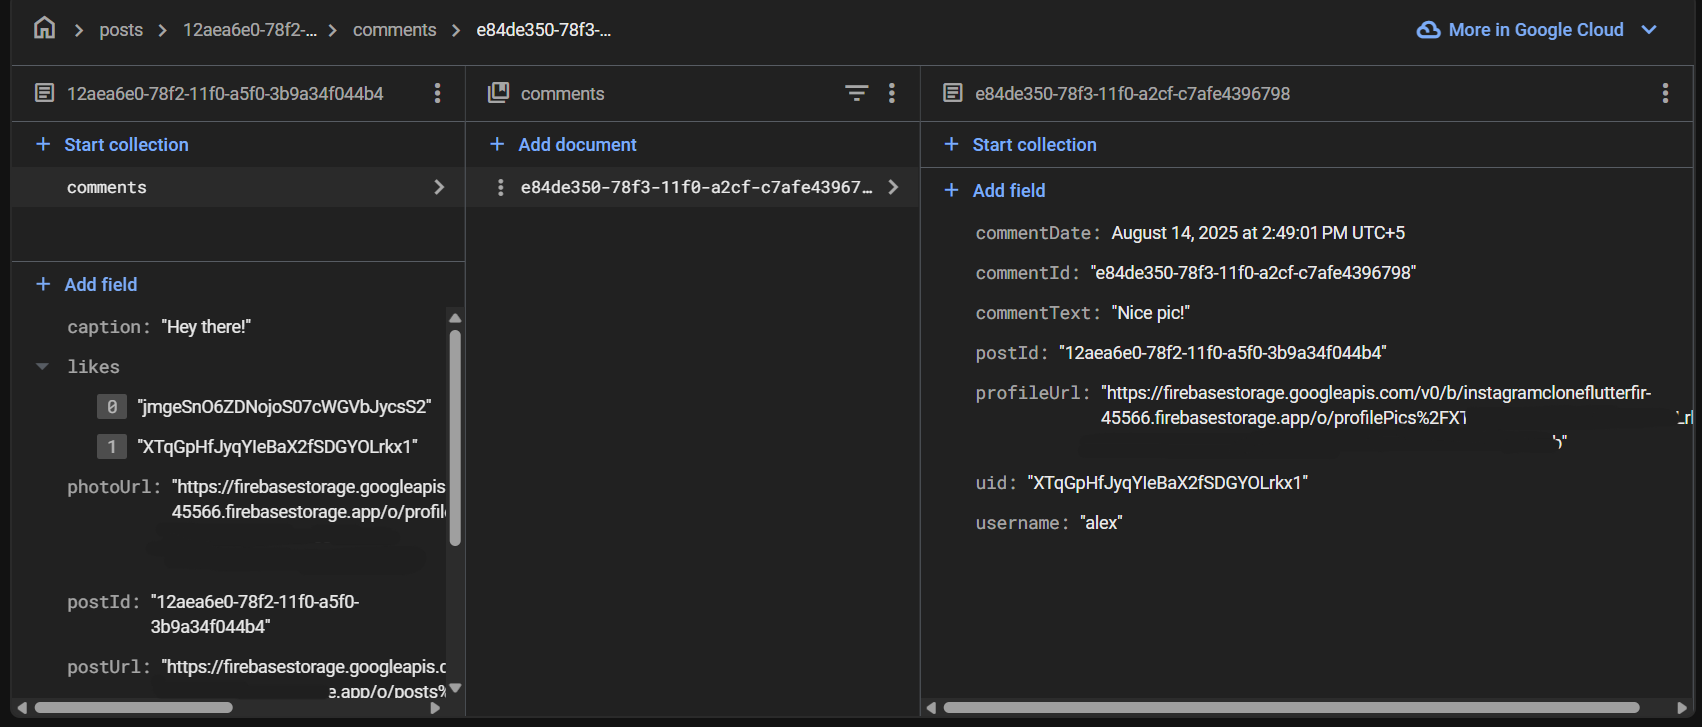 posts
12aea6e0-78f2-...
comments
e84de350-78f3-...
More in Google Cloud
12aea6e0-78f2-11f0-a5f0-3b9a34f044b4
Start collection
comments
Add field
caption: "Hey there!"
likes
0 "jmgeSnO6ZDNojoS07cWGVbJycsS2"
1 "XTqGpHfJyqYIeBaX2fSDGYOLrkx1"
photoUrl: "https://firebasestorage.googleapis
45566.firebasestorage.app/o/profil
postId: "12aea6e0-78f2-11f0-a5f0-
3b9a34f044b4"
postUrl: "https://firebasestorage.googleapis.c
e.app/o/posts%
comments
Add document
e84de350-78f3-11f0-a2cf-c7afe43967...
e84de350-78f3-11f0-a2cf-c7afe4396798
Start collection
Add field
commentDate: August 14, 2025 at 2:49:01 PM UTC+5
commentId: "e84de350-78f3-11f0-a2cf-c7afe4396798"
commentText: "Nice pic!"
postId: "12aea6e0-78f2-11f0-a5f0-3b9a34f044b4"
profileUrl: "https://firebasestorage.googleapis.com/v0/b/instagramcloneflutterfir-
45566.firebasestorage.app/o/profilePics%2FXT
uid: "XTqGpHfJyqYIeBaX2fSDGYOLrkx1"
username: "alex"